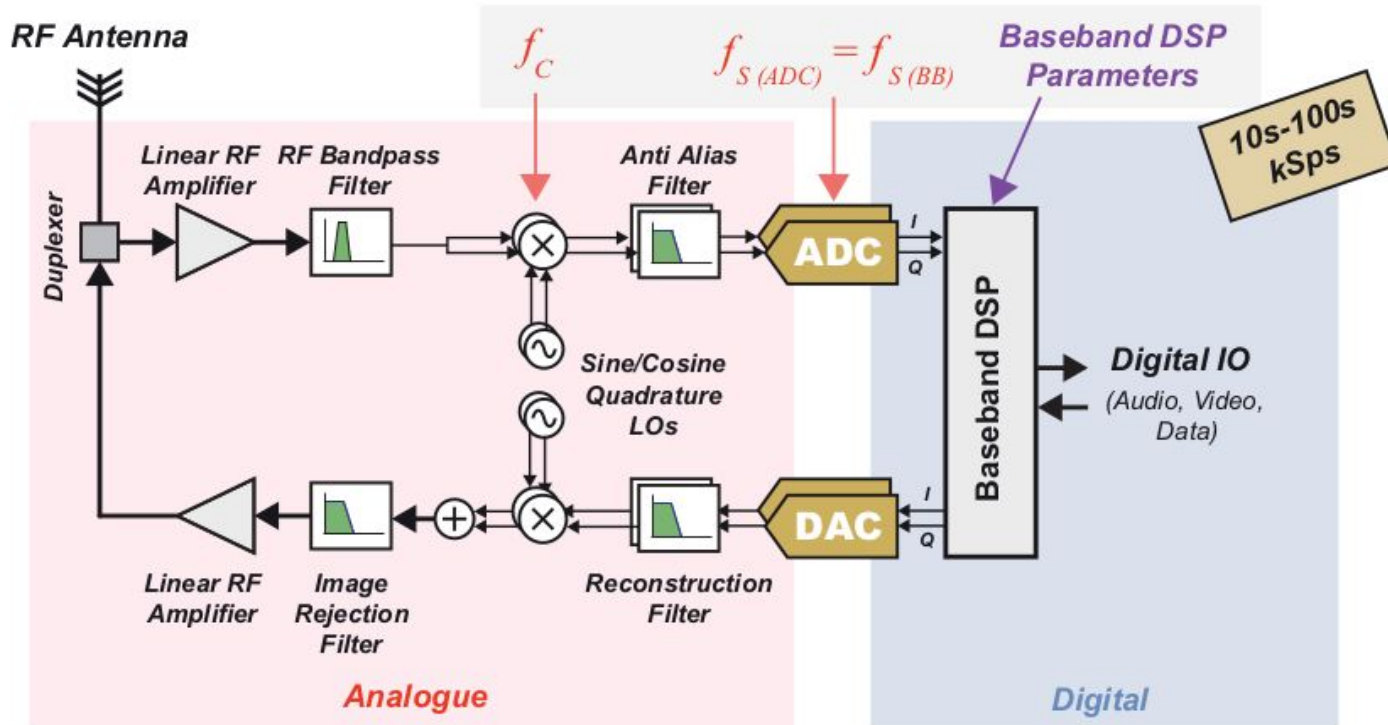 RF Antenna
f_C
f_S (ADC) = f_S (BB)
Baseband DSP
Parameters
10s-100s
kSps
Linear RF
Amplifier
RF Bandpass
Filter
Anti Alias
Filter
Duplexer
ADC
I
Q
Baseband DSP
Sine/Cosine
Quadrature
LOs
Digital IO
(Audio, Video,
Data)
DAC
I
Q
Linear RF
Amplifier
Image
Rejection
Filter
Reconstruction
Filter
Analogue
Digital